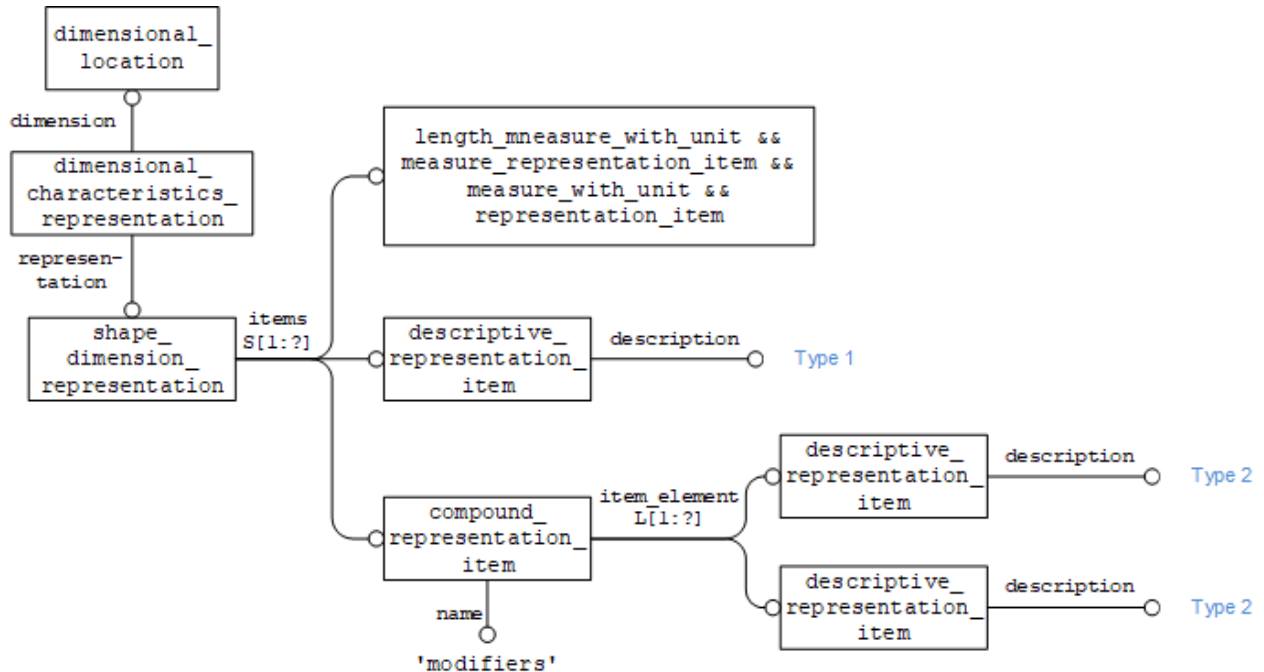 dimensional_
location
dimension
dimensional_
characteristics_
representation
represen-
tation
shape_
dimension_
representation
items
S[1:?]
length_mneasure_with_unit &&
measure_representation_item &&
measure_with_unit &&
representation_item
descriptive_
representation_
item
description
Type 1
compound_
representation_
item
name
'modifiers'
item_element
L[1:?]
descriptive_
representation_
item
description
Type 2
descriptive_
representation_
item
description
Type 2